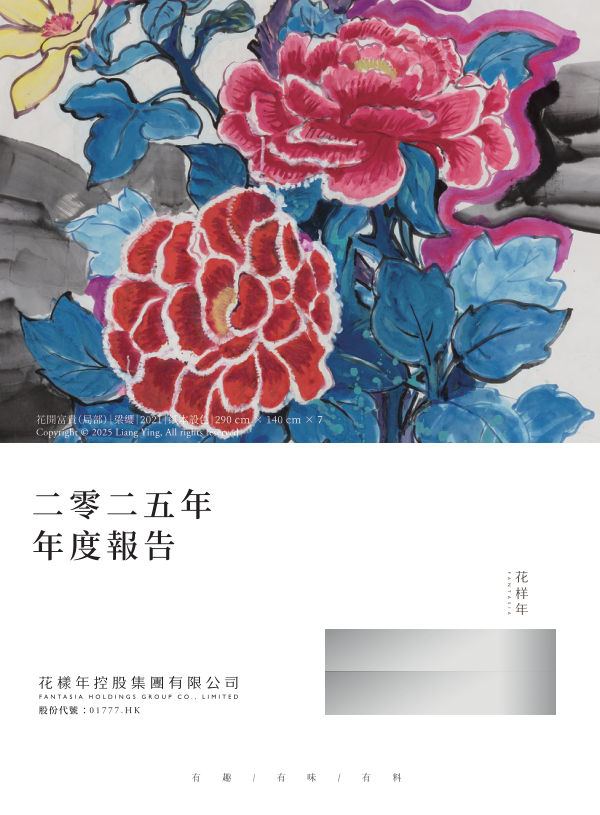 花開富貴(局部)|梁纓|2021|紙本設色|290 cm × 140 cm × 7
Copyright © 2025 Liang Ying. All rights reserved.
二零二五年
年度報告
花样年
FANTASIA
花樣年控股集團有限公司
FANTASIA HOLDINGS GROUP CO., LIMITED
股份代號：01777.HK
有趣/有味/有料